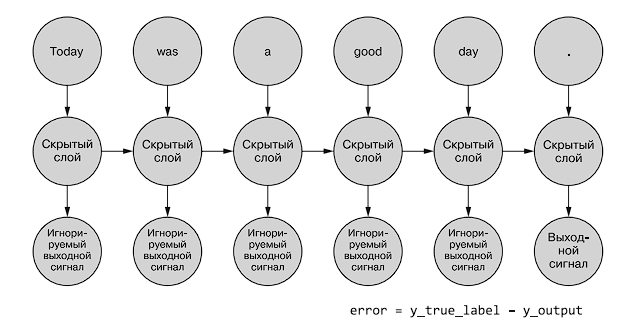 Today was a good day .
Скрытый Скрытый Скрытый Скрытый Скрытый Скрытый
слой слой слой слой слой слой
Игнори- Игнори- Игнори- Игнори- Игнори- Выход-
руемый руемый руемый руемый руемый ной
выходной выходной выходной выходной выходной сигнал
сигнал сигнал сигнал сигнал сигнал
error = y_true_label – y_output